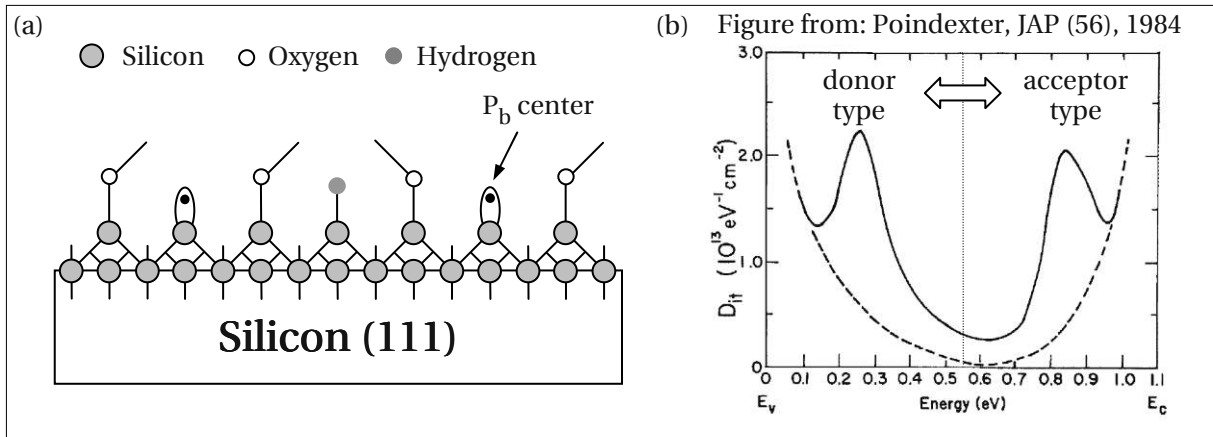 (a)
Silicon Oxygen Hydrogen
P_b center
Silicon (111)
(b) Figure from: Poindexter, JAP (56), 1984
3.0
donor type
acceptor type
2.0
1.0
0
D_it (10^13 eV^-1 cm^-2)
0 0.1 0.2 0.3 0.4 0.5 0.6 0.7 0.8 0.9 1.0 1.1
E_v Energy (eV) E_c